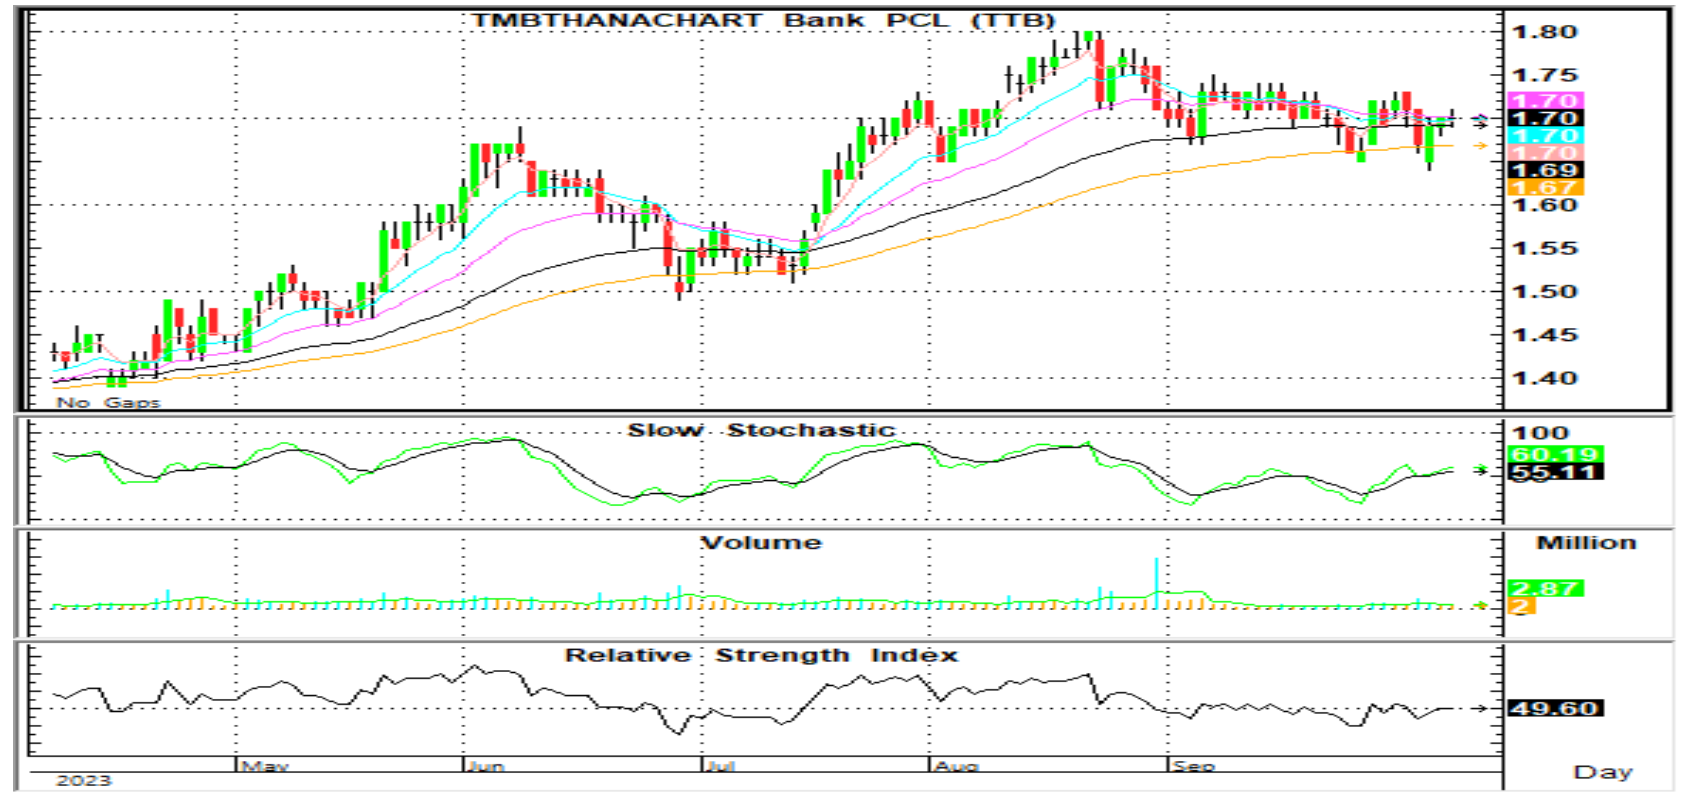 TMBTHANACHART Bank PCL (TTB)
1.80
1.75
1.70
1.70
1.70
1.70
1.69
1.67
1.60
1.55
1.50
1.45
1.40
No Gaps
Slow Stochastic
100
60.19
55.11
Volume
Million
2.87
2
Relative Strength Index
49.60
May
Jun
Jul
Aug
Sep
2023
Day